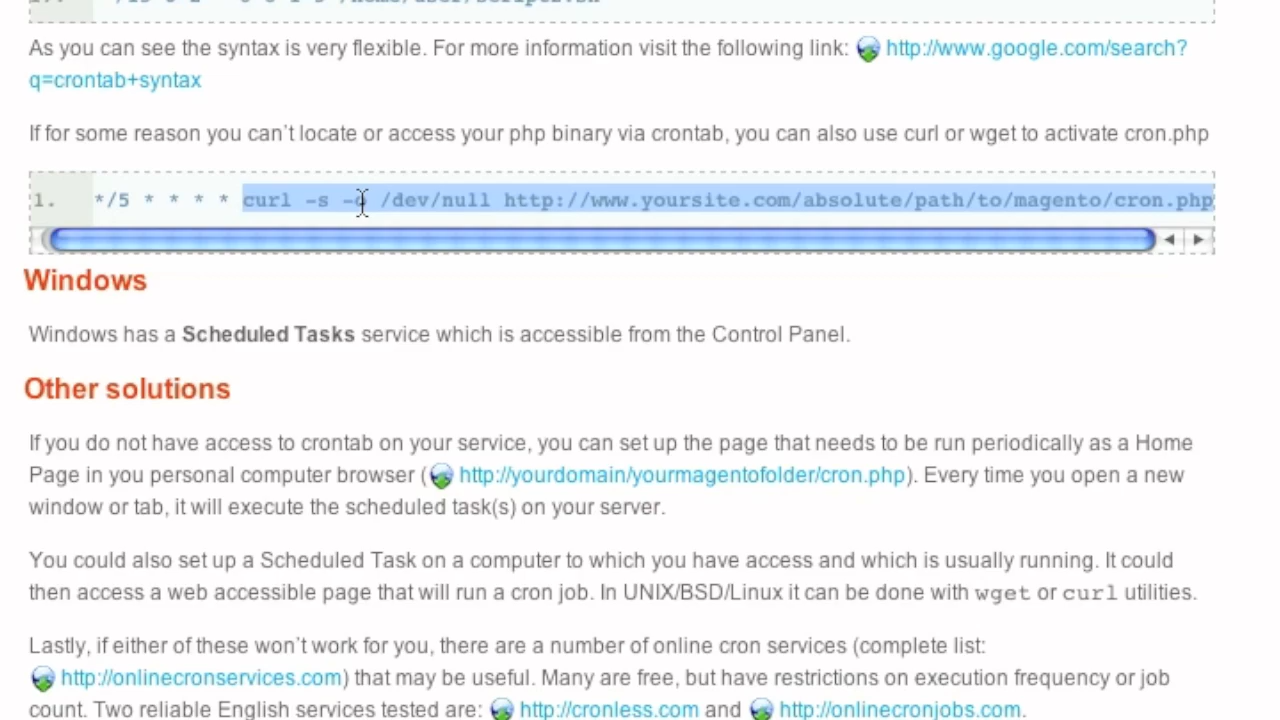 As you can see the syntax is very flexible. For more information visit the following link: http://www.google.com/search?
q=crontab+syntax
If for some reason you can't locate or access your php binary via crontab, you can also use curl or wget to activate cron.php
1. */5 * * * * curl -s -o /dev/null http://www.yoursite.com/absolute/path/to/magento/cron.php
Windows
Windows has a Scheduled Tasks service which is accessible from the Control Panel.
Other solutions
If you do not have access to crontab on your service, you can set up the page that needs to be run periodically as a Home
Page in you personal computer browser ( http://yourdomain/yourmagentofolder/cron.php). Every time you open a new
window or tab, it will execute the scheduled task(s) on your server.
You could also set up a Scheduled Task on a computer to which you have access and which is usually running. It could
then access a web accessible page that will run a cron job. In UNIX/BSD/Linux it can be done with wget or curl utilities.
Lastly, if either of these won't work for you, there are a number of online cron services (complete list:
http://onlinecronservices.com) that may be useful. Many are free, but have restrictions on execution frequency or job
count. Two reliable English services tested are: http://cronless.com and http://onlinecronjobs.com.